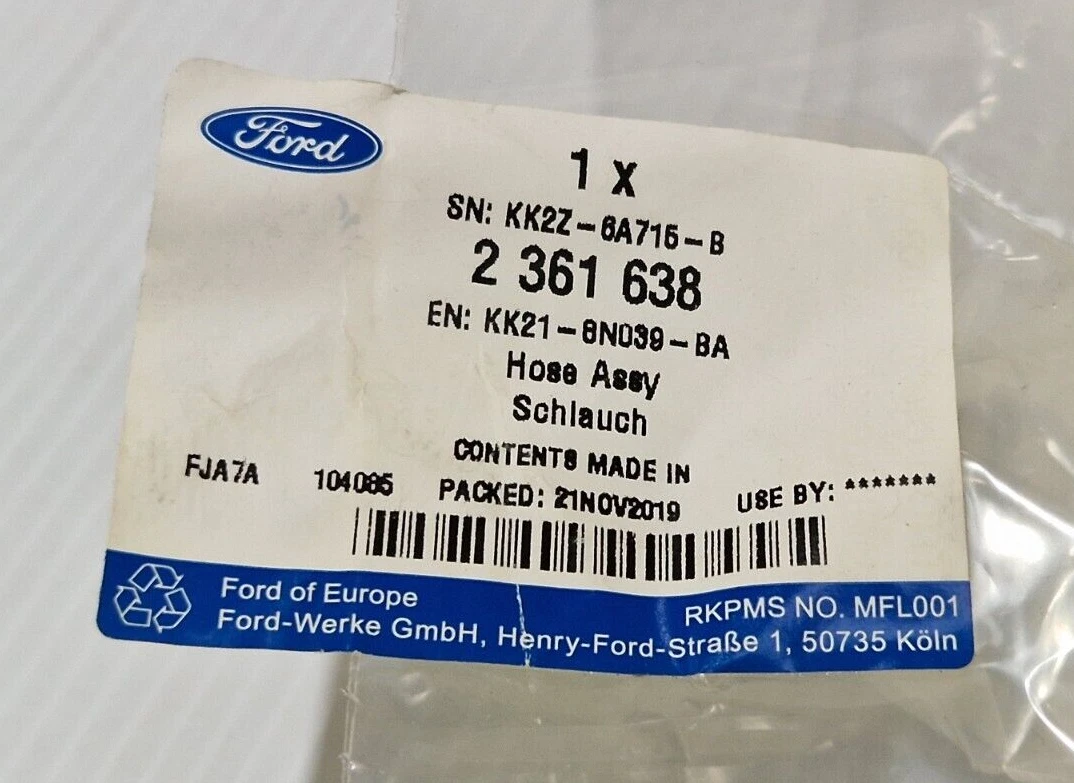 Ford
1 X
SN: KK2Z-6A715-B
2 361 638
EN: KK21-6N039-BA
Hose Assy
Schlauch
CONTENTS MADE IN
FJA7A 104085 PACKED: 21NOV2019 USE BY: *******
Ford of Europe
Ford-Werke GmbH, Henry-Ford-Straße 1, 50735 Köln
RKPMS NO. MFL001